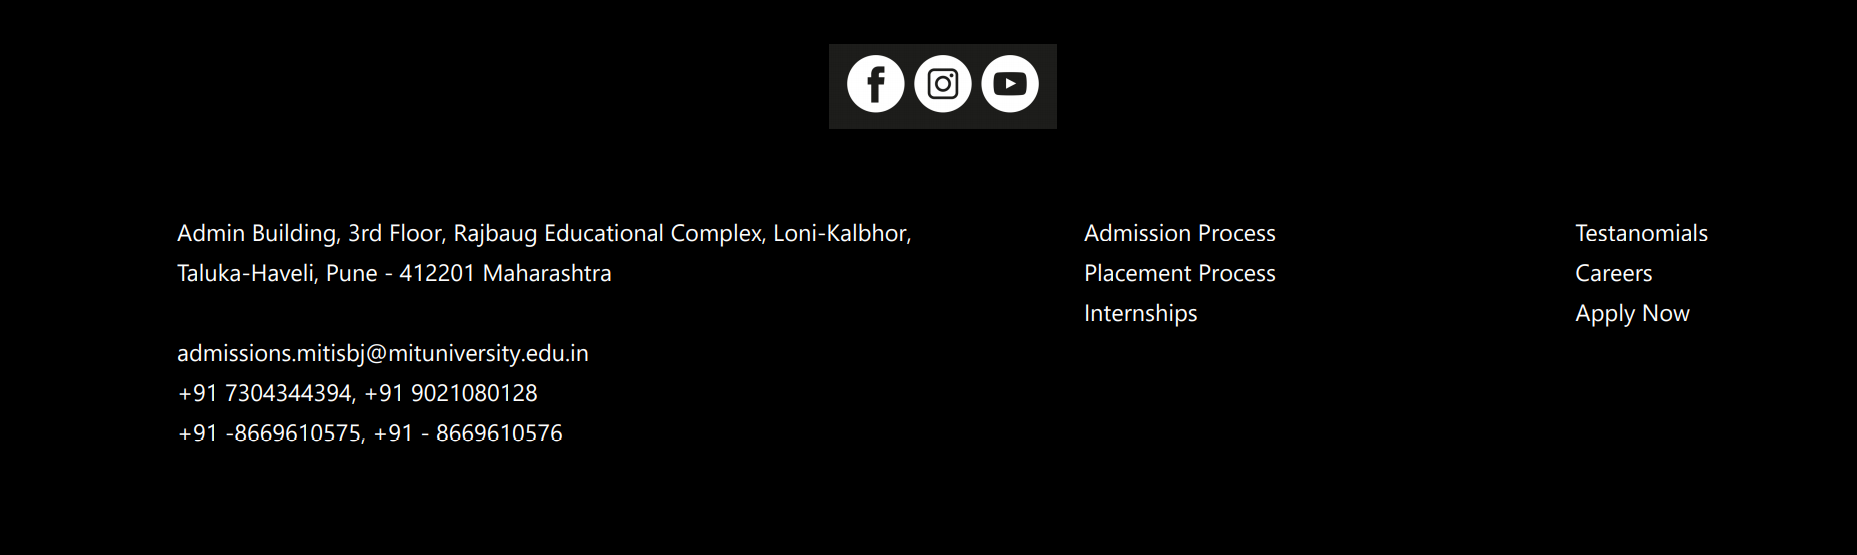 Admin Building, 3rd Floor, Rajbaug Educational Complex, Loni-Kalbhor,
Taluka-Haveli, Pune - 412201 Maharashtra
admissions.mitisbj@mituniversity.edu.in
+91 7304344394, +91 9021080128
+91 -8669610575, +91 - 8669610576
Admission Process
Placement Process
Internships
Testanomials
Careers
Apply Now